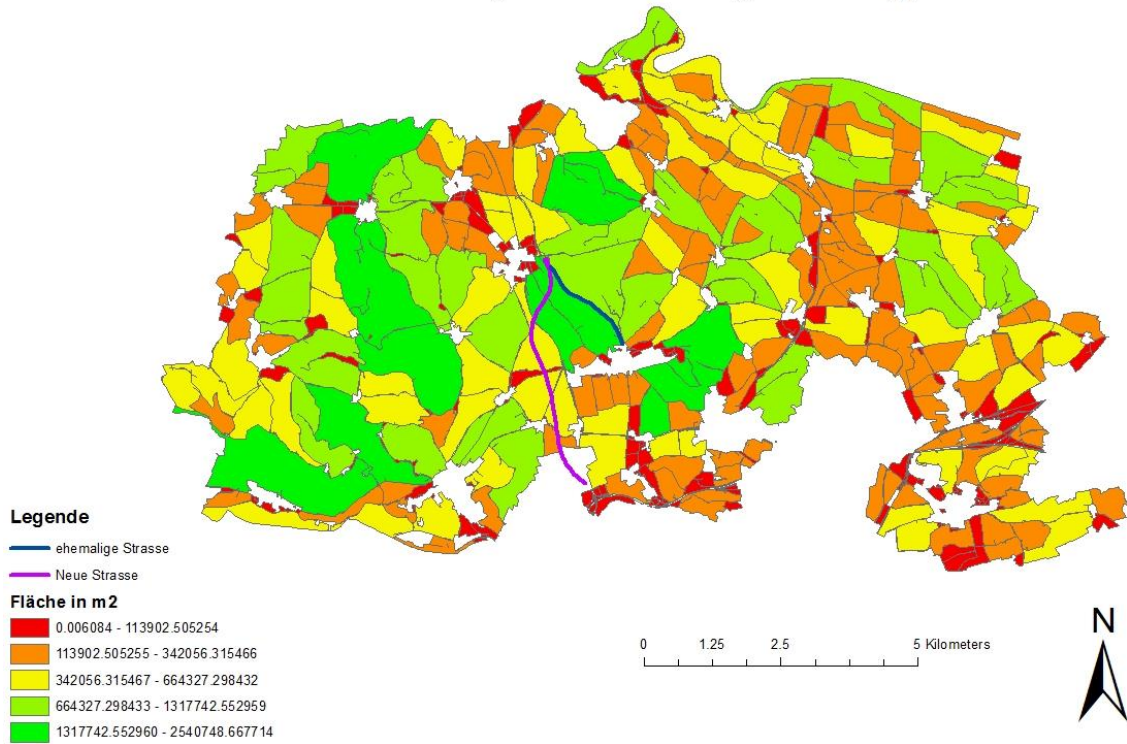 Legende
ehemalige Strasse
Neue Strasse
Fläche in m2
0.006084 - 113902.505254
113902.505255 - 342056.315466
342056.315467 - 664327.298432
664327.298433 - 1317742.552959
1317742.552960 - 2540748.667714
0 1.25 2.5 5 Kilometers
N